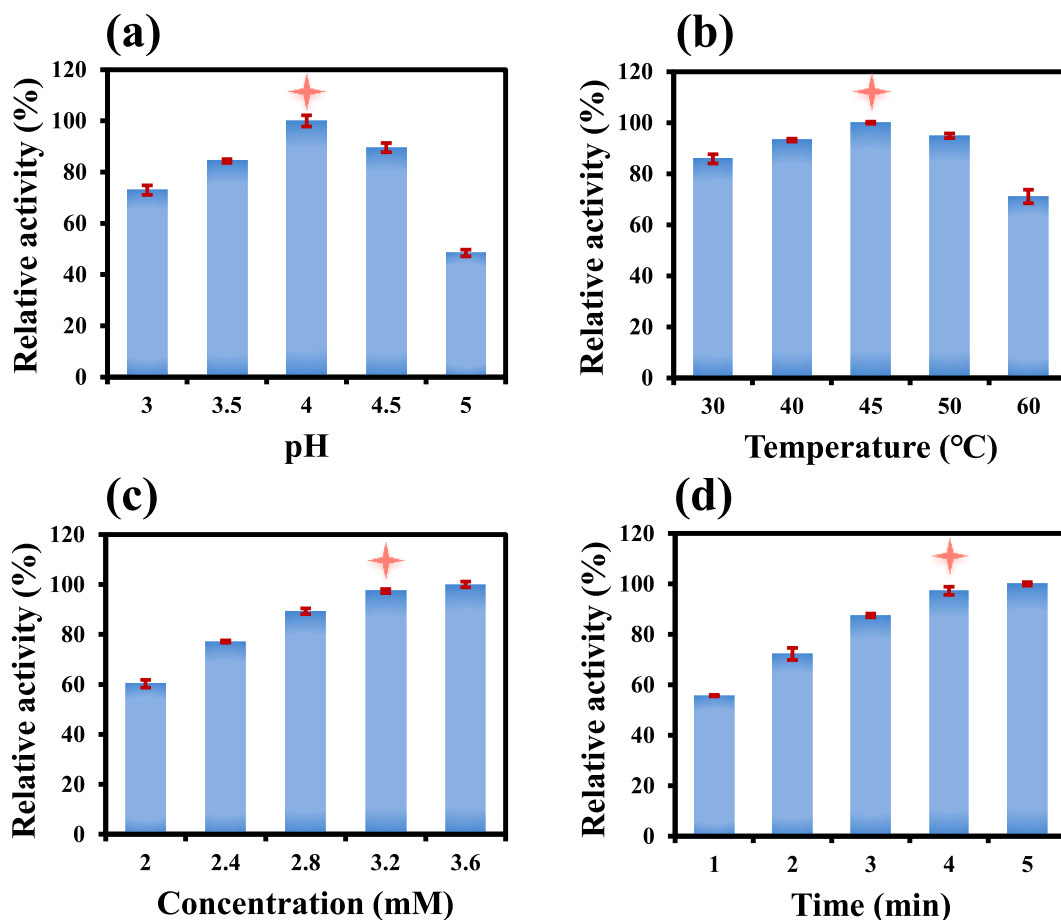 (a)
Relative activity (%)
120
100
80
60
40
20
0
3 3.5 4 4.5 5
pH
(b)
Relative activity (%)
120
100
80
60
40
20
0
30 40 45 50 60
Temperature (°C)
(c)
Relative activity (%)
120
100
80
60
40
20
0
2 2.4 2.8 3.2 3.6
Concentration (mM)
(d)
Relative activity (%)
120
100
80
60
40
20
0
1 2 3 4 5
Time (min)